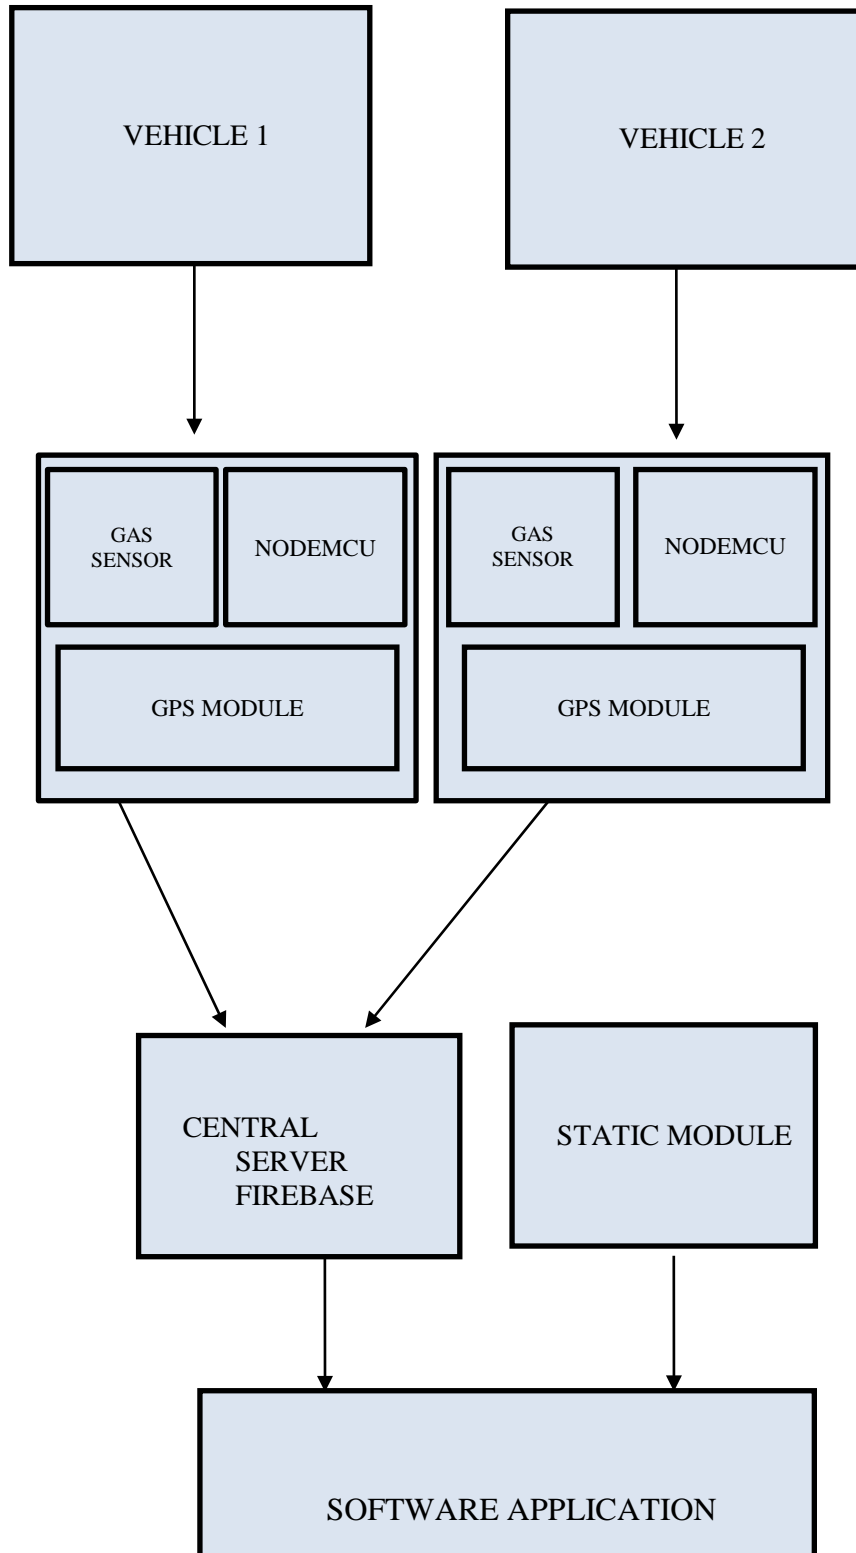 VEHICLE 1
VEHICLE 2
GAS
SENSOR
NODEMCU
GPS MODULE
GAS
SENSOR
NODEMCU
GPS MODULE
CENTRAL
SERVER
FIREBASE
STATIC MODULE
SOFTWARE APPLICATION